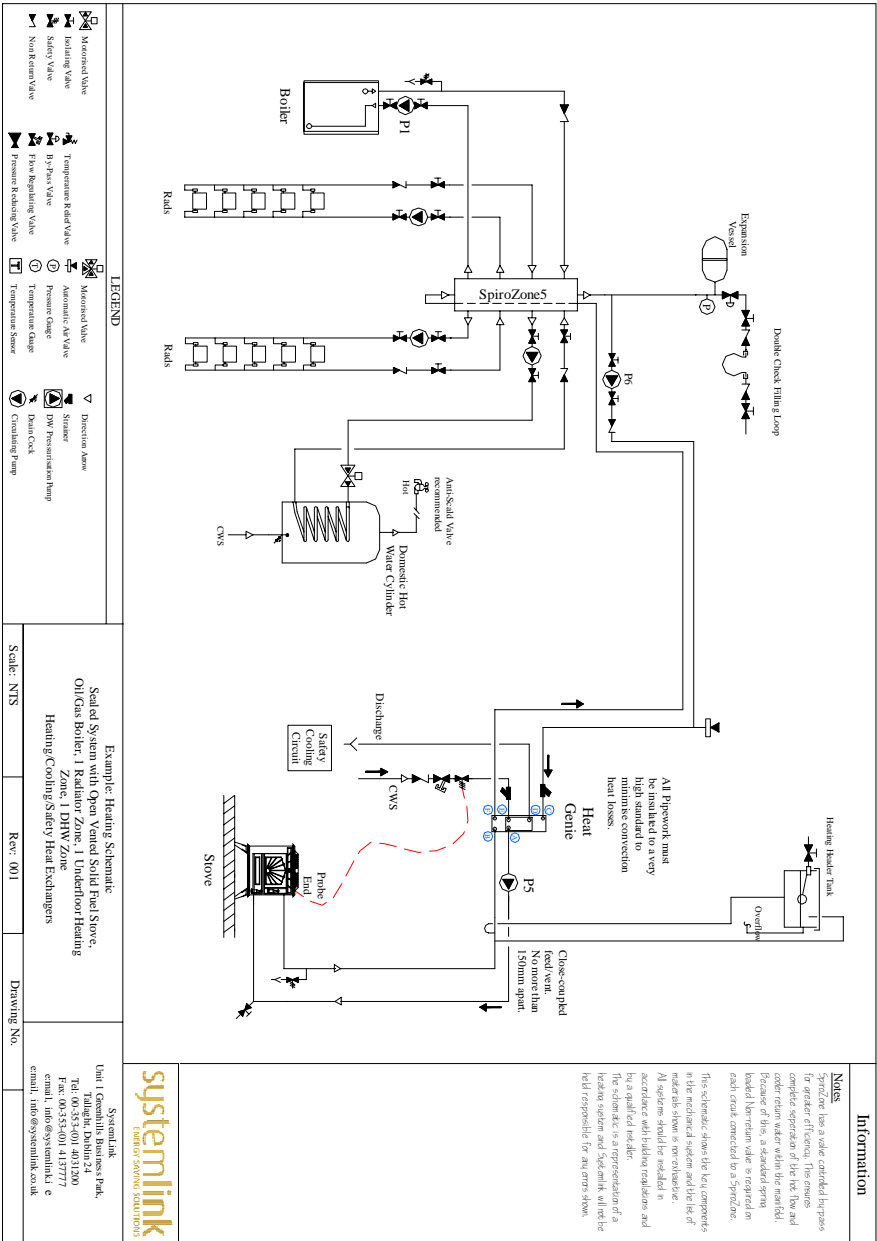 Boiler
P1
Rads
Expansion
Vessel
P
Double Check Filling Loop
SpiroZone5
P6
Rads
Anti-Scald Valve
recommended
Hot
Domestic Hot
Water Cylinder
CWS
Discharge
Safety
Cooling
Circuit
CWS
Heat
Genie
All Pipework must
be insulated to a very
high standard to
minimise convection
heat losses.
A
B
C
D
E
P5
Probe
End
Stove
Heating Header Tank
Overflow
Close-coupled
feed/vent.
No more than
150mm apart.
LEGEND
Motorised Valve
Isolating Valve
Safety Valve
Non Return Valve
Temperature Relief Valve
By-Pass Valve
Flow Regulating Valve
Pressure Reducing Valve
Motorised Valve
Automatic Air Valve
P
Pressure Gauge
T
Temperature Guage
T
Temperature Sensor
Direction Arrow
Strainer
DW Pressurisation Pump
Drain Cock
Circulating Pump
Example: Heating Schematic
Sealed System with Open Vented Solid Fuel Stove,
Oil/Gas Boiler, 1 Radiator Zone, 1 Underfloor Heating
Zone, 1 DHW Zone
Heating/Cooling/Safety Heat Exchangers
Scale: NTS
Rev: 001
Drawing No.
Information
Notes
SpiroZone has a valve controlled by-pass
for greater efficiency. This ensures
complete seperation of the hot flow and
cooler return water within the manifold.
Because of this, a standard spring
loaded Non-return valve is required on
each circuit connected to a SpiroZone.
This schematic shows the key components
in the mechanical system and the list of
materials shown is non-exhaustive.
All systems should be installed in
accordance with building regulations and
by a qualified installer.
The schematic is a representation of a
heating system and Systemlink will not be
held responsible for any errors shown.
systemlink
ENERGY SAVING SOLUTIONS
SystemLink
Unit 1 Greenhills Business Park,
Tallaght, Dublin 24
Tel: 00-353-(0)1 4031200
Fax: 00-353-(0)1 4137777
e:mail. info@systemlink.i e
e:mail. info@systemlink.co.uk